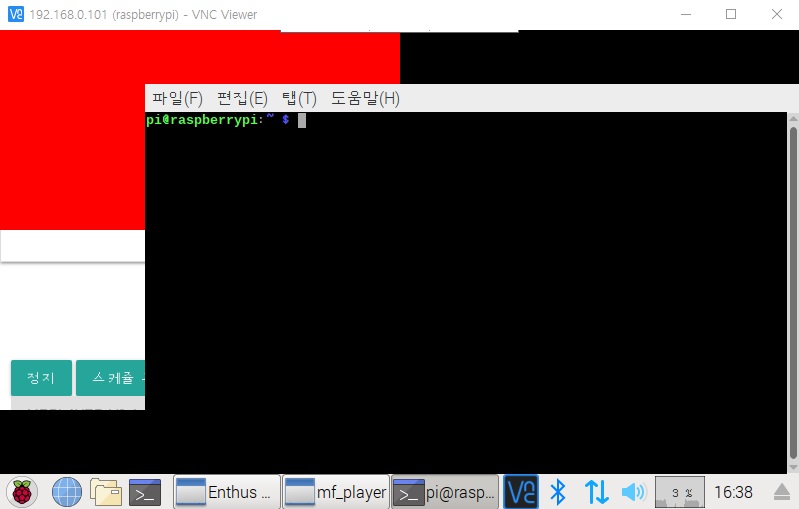 192.168.0.101 (raspberrypi) - VNC Viewer
파일(F) 편집(E) 탭(T) 도움말(H)
pi@raspberrypi:~ $
정지 스케쥴
Enthus ... mf_player pi@rasp... 3 % 16:38